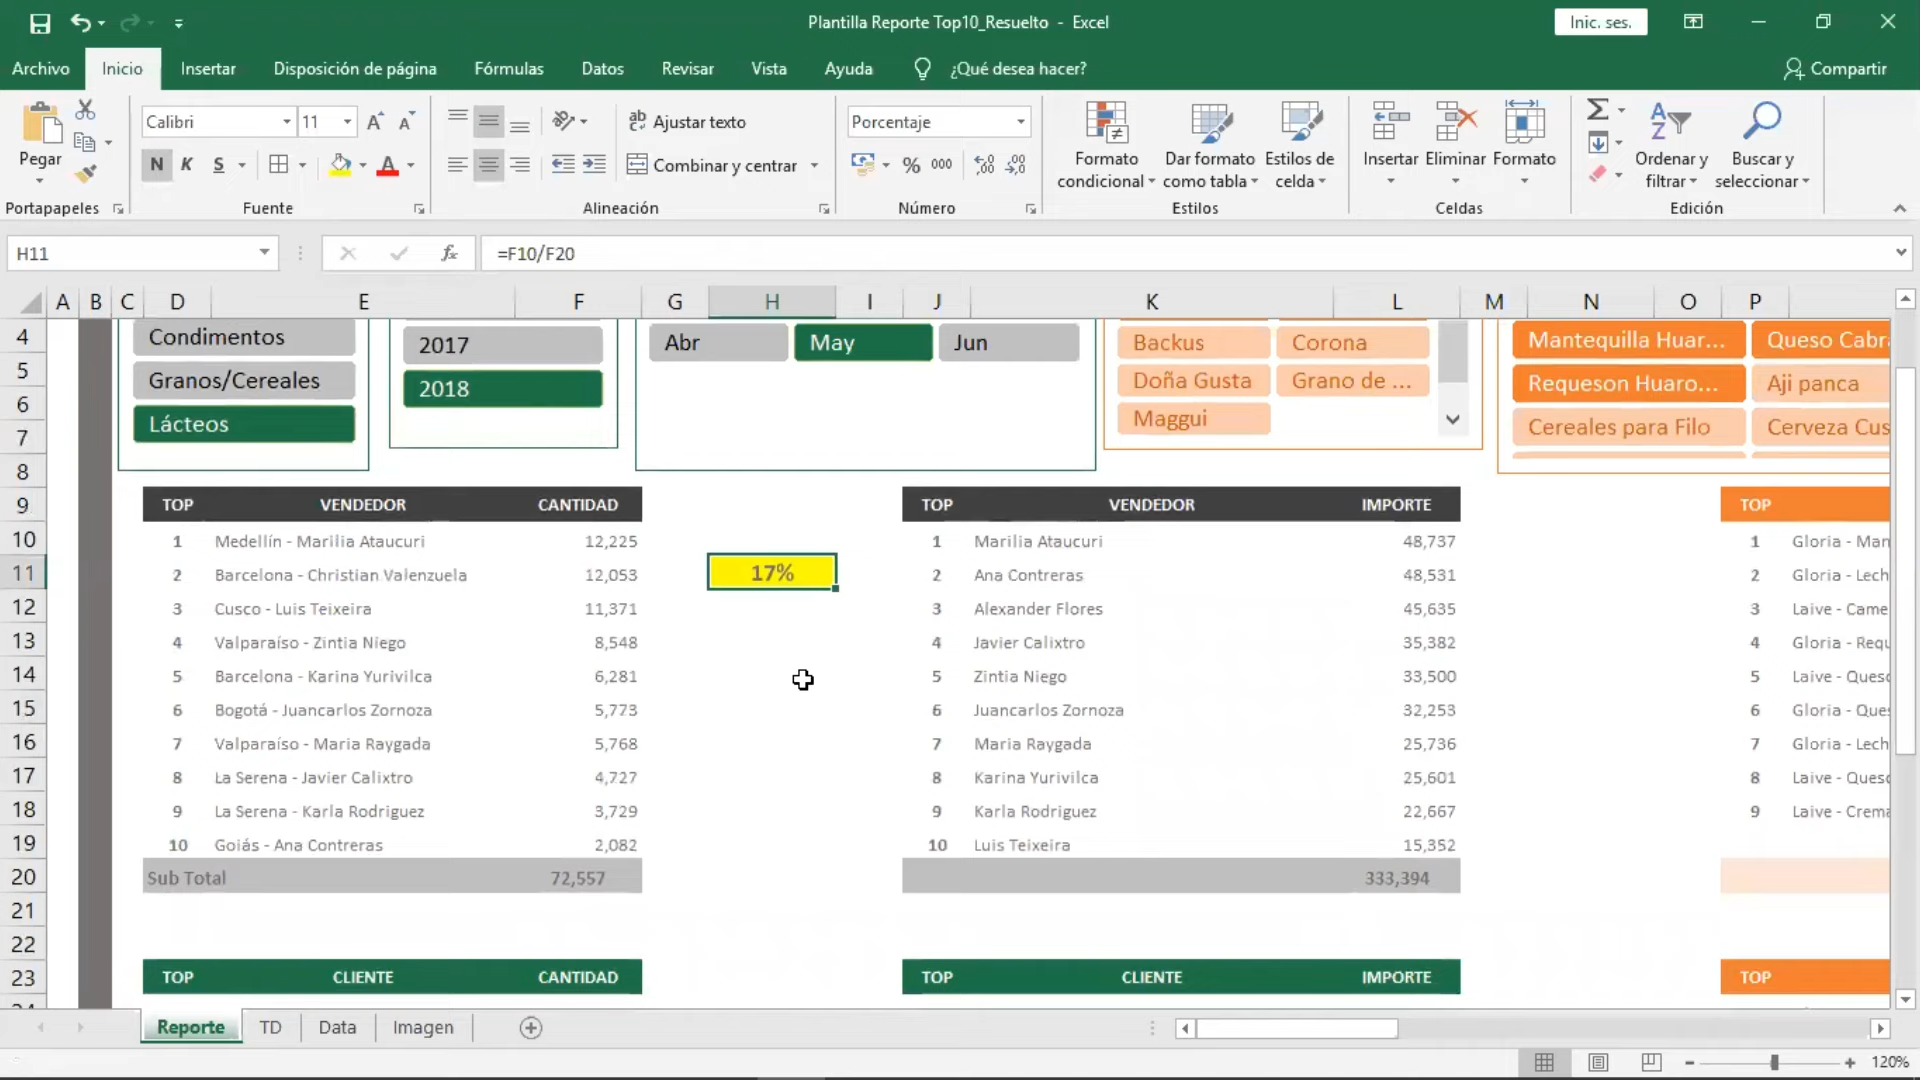 Plantilla Reporte Top10_Resuelto - Excel
Inic. ses.
Archivo Inicio Insertar Disposición de página Fórmulas Datos Revisar Vista Ayuda ¿Qué desea hacer? Compartir
Pegar
Portapapeles
Calibri 11
N K S
Fuente
Ajustar texto
Combinar y centrar
Alineación
Porcentaje
% 000
Número
Formato condicional
Dar formato como tabla
Estilos de celda
Estilos
Insertar Eliminar Formato
Celdas
Ordenar y filtrar
Buscar y seleccionar
Edición
H11 fx =F10/F20
A B C D E F G H I J K L M N O P
4 Condimentos 2017 Abr May Jun Backus Corona Mantequilla Huar... Queso Cabra
5 Granos/Cereales 2018 Doña Gusta Grano de ... Requeson Huaro... Aji panca
6
7 Lácteos Maggui Cereales para Filo Cerveza Cus
8
9 TOP VENDEDOR CANTIDAD TOP VENDEDOR IMPORTE TOP
10 1 Medellín - Marilia Ataucuri 12,225 1 Marilia Ataucuri 48,737 1 Gloria - Man
11 2 Barcelona - Christian Valenzuela 12,053 17% 2 Ana Contreras 48,531 2 Gloria - Lech
12 3 Cusco - Luis Teixeira 11,371 3 Alexander Flores 45,635 3 Laive - Came
13 4 Valparaíso - Zintia Niego 8,548 4 Javier Calixtro 35,382 4 Gloria - Requ
14 5 Barcelona - Karina Yurivilca 6,281 5 Zintia Niego 33,500 5 Laive - Queso
15 6 Bogotá - Juancarlos Zornoza 5,773 6 Juancarlos Zornoza 32,253 6 Gloria - Ques
16 7 Valparaíso - Maria Raygada 5,768 7 Maria Raygada 25,736 7 Gloria - Lech
17 8 La Serena - Javier Calixtro 4,727 8 Karina Yurivilca 25,601 8 Laive - Queso
18 9 La Serena - Karla Rodriguez 3,729 9 Karla Rodriguez 22,667 9 Laive - Crema
19 10 Goiás - Ana Contreras 2,082 10 Luis Teixeira 15,352
20 Sub Total 72,557 333,394
21
22
23 TOP CLIENTE CANTIDAD TOP CLIENTE IMPORTE TOP
Reporte TD Data Imagen
120%